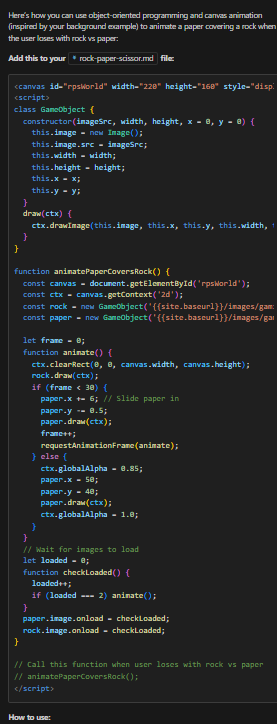 Here's how you can use object-oriented programming and canvas animation
(inspired by your background example) to animate a paper covering a rock when
the user loses with rock vs paper:
Add this to your rock-paper-scissor.md file:
<canvas id="rpsWorld" width="220" height="160" style="displ
<script>
class GameObject {
constructor(imageSrc, width, height, x = 0, y = 0) {
this.image = new Image();
this.image.src = imageSrc;
this.width = width;
this.height = height;
this.x = x;
this.y = y;
}
draw(ctx) {
ctx.drawImage(this.image, this.x, this.y, this.width,
}
}
function animatePaperCoversRock() {
const canvas = document.getElementById('rpsWorld');
const ctx = canvas.getContext('2d');
const rock = new GameObject('{{site.baseurl}}/images/gam
const paper = new GameObject('{{site.baseurl}}/images/ga
let frame = 0;
function animate() {
ctx.clearRect(0, 0, canvas.width, canvas.height);
rock.draw(ctx);
if (frame < 30) {
paper.x += 6; // Slide paper in
paper.y -= 0.5;
paper.draw(ctx);
frame++;
requestAnimationFrame(animate);
} else {
ctx.globalAlpha = 0.85;
paper.x = 50;
paper.y = 40;
paper.draw(ctx);
ctx.globalAlpha = 1.0;
}
}
// Wait for images to load
let loaded = 0;
function checkLoaded() {
loaded++;
if (loaded === 2) animate();
}
paper.image.onload = checkLoaded;
rock.image.onload = checkLoaded;
}
// Call this function when user loses with rock vs paper
// animatePaperCoversRock();
</script>
How to use: